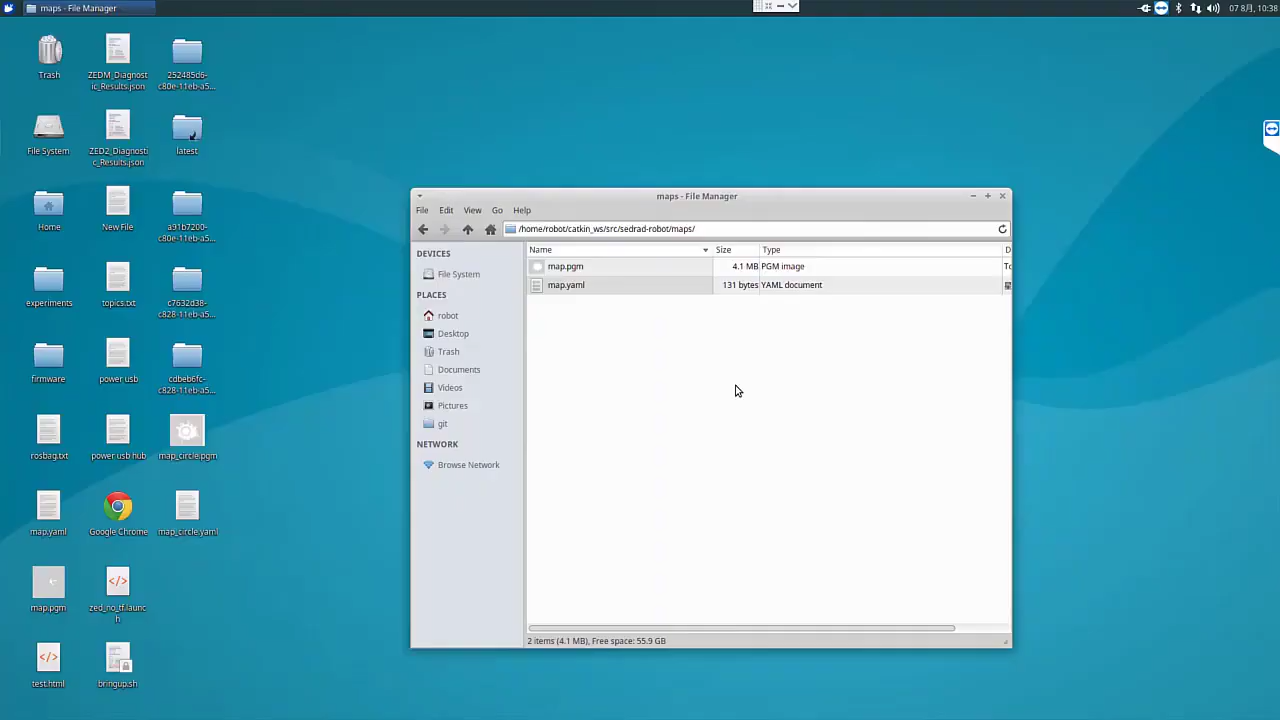 maps - File Manager
07 8月, 10:38
Trash
ZEDM_Diagnost
ic_Results.json
252485d6-
c80e-11eb-a5...
File System
ZED2_Diagnosti
c_Results.json
latest
Home
New File
a91b7200-
c80e-11eb-a5...
experiments
topics.txt
c7632d38-
c828-11eb-a5...
firmware
power usb
cdbeb6fc-
c828-11eb-a5...
rosbag.txt
power usb hub
map_circle.pgm
map.yaml
Google Chrome
map_circle.yaml
map.pgm
zed_no_tf.launc
h
test.html
bringup.sh
maps - File Manager
File Edit View Go Help
/home/robot/catkin_ws/src/sedrad-robot/maps/
DEVICES
File System
PLACES
robot
Desktop
Trash
Documents
Videos
Pictures
git
NETWORK
Browse Network
Name Size Type D
map.pgm 4.1 MB PGM image To
map.yaml 131 bytes YAML document
2 items (4.1 MB), Free space: 55.9 GB